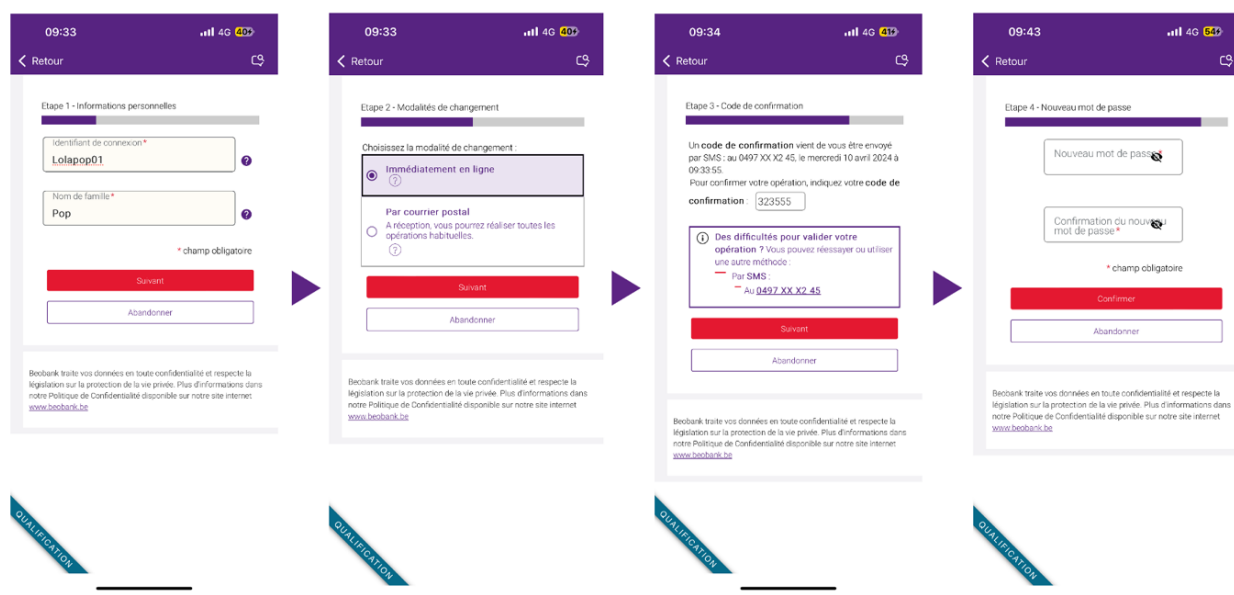 09:33
4G 40
Retour
Etape 1 - Informations personnelles
Identifiant de connexion*
Lolapop01
?
Nom de famille*
Pop
?
* champ obligatoire
Suivant
Abandonner
Beobank traite vos données en toute confidentialité et respecte la
législation sur la protection de la vie privée. Plus d'informations dans
notre Politique de Confidentialité disponible sur notre site internet
www.beobank.be
QUALIFICATION
09:33
4G 40
Retour
Etape 2 - Modalités de changement
Choisissez la modalité de changement :
Immédiatement en ligne
?
Par courrier postal
A réception, vous pourrez réaliser toutes les
opérations habituelles.
?
Suivant
Abandonner
Beobank traite vos données en toute confidentialité et respecte la
législation sur la protection de la vie privée. Plus d'informations dans
notre Politique de Confidentialité disponible sur notre site internet
www.beobank.be
QUALIFICATION
09:34
4G 41
Retour
Etape 3 - Code de confirmation
Un code de confirmation vient de vous être envoyé
par SMS : au 0497 XX X2 45, le mercredi 10 avril 2024 à
09:33:55.
Pour confirmer votre opération, indiquez votre code de
confirmation : 323555
Des difficultés pour valider votre
opération ? Vous pouvez réessayer ou utiliser
une autre méthode :
Par SMS :
Au 0497 XX X2 45
Suivant
Abandonner
Beobank traite vos données en toute confidentialité et respecte la
législation sur la protection de la vie privée. Plus d'informations dans
notre Politique de Confidentialité disponible sur notre site internet
www.beobank.be
QUALIFICATION
09:43
4G 54
Retour
Etape 4 - Nouveau mot de passe
Nouveau mot de passe*
Confirmation du nouveau
mot de passe*
* champ obligatoire
Confirmer
Abandonner
Beobank traite vos données en toute confidentialité et respecte la
législation sur la protection de la vie privée. Plus d'informations dans
notre Politique de Confidentialité disponible sur notre site internet
www.beobank.be
QUALIFICATION